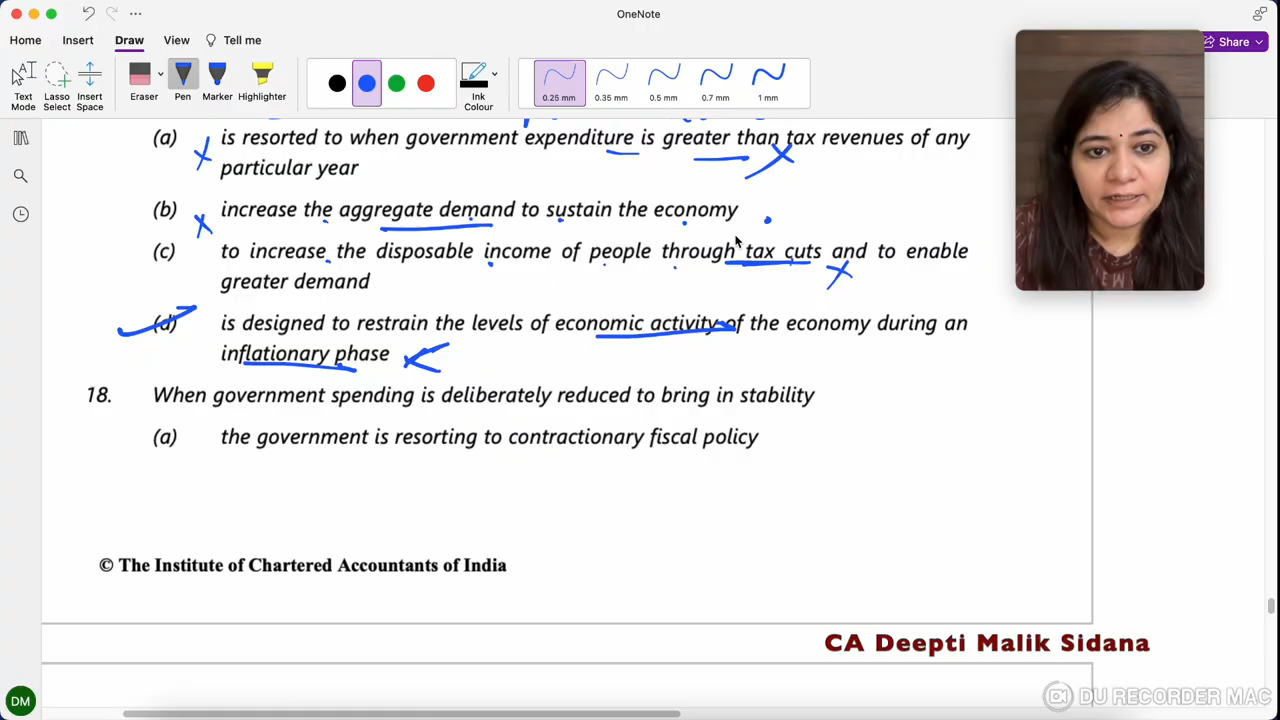 OneNote
Home Insert Draw View Tell me
Share
Text Mode
Lasso Select
Insert Space
Eraser
Pen
Marker
Highlighter
Ink Colour
0.25 mm 0.35 mm 0.5 mm 0.7 mm 1 mm
(a) is resorted to when government expenditure is greater than tax revenues of any
particular year
(b) increase the aggregate demand to sustain the economy
(c) to increase the disposable income of people through tax cuts and to enable
greater demand
(d) is designed to restrain the levels of economic activity of the economy during an
inflationary phase
18. When government spending is deliberately reduced to bring in stability
(a) the government is resorting to contractionary fiscal policy
© The Institute of Chartered Accountants of India
CA Deepti Malik Sidana
DM
DU RECORDER MAC